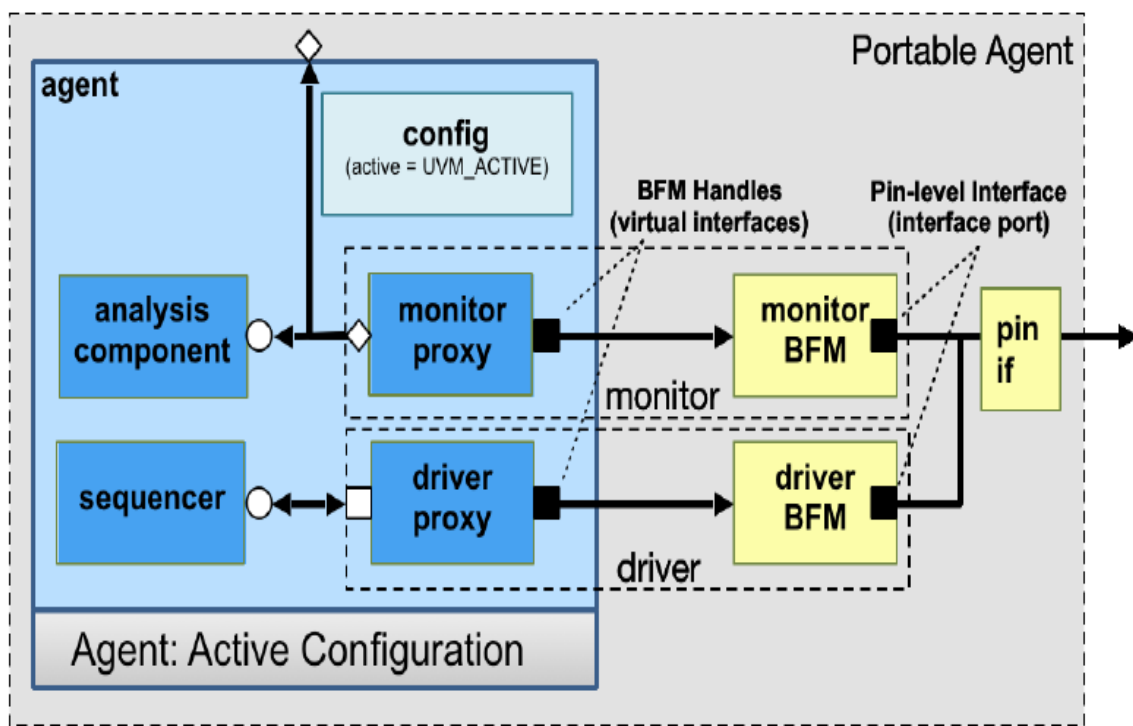 Portable Agent
agent
config
(active = UVM_ACTIVE)
BFM Handles
(virtual interfaces)
Pin-level Interface
(interface port)
analysis
component
monitor
proxy
monitor
BFM
pin
if
monitor
sequencer
driver
proxy
driver
BFM
driver
Agent: Active Configuration